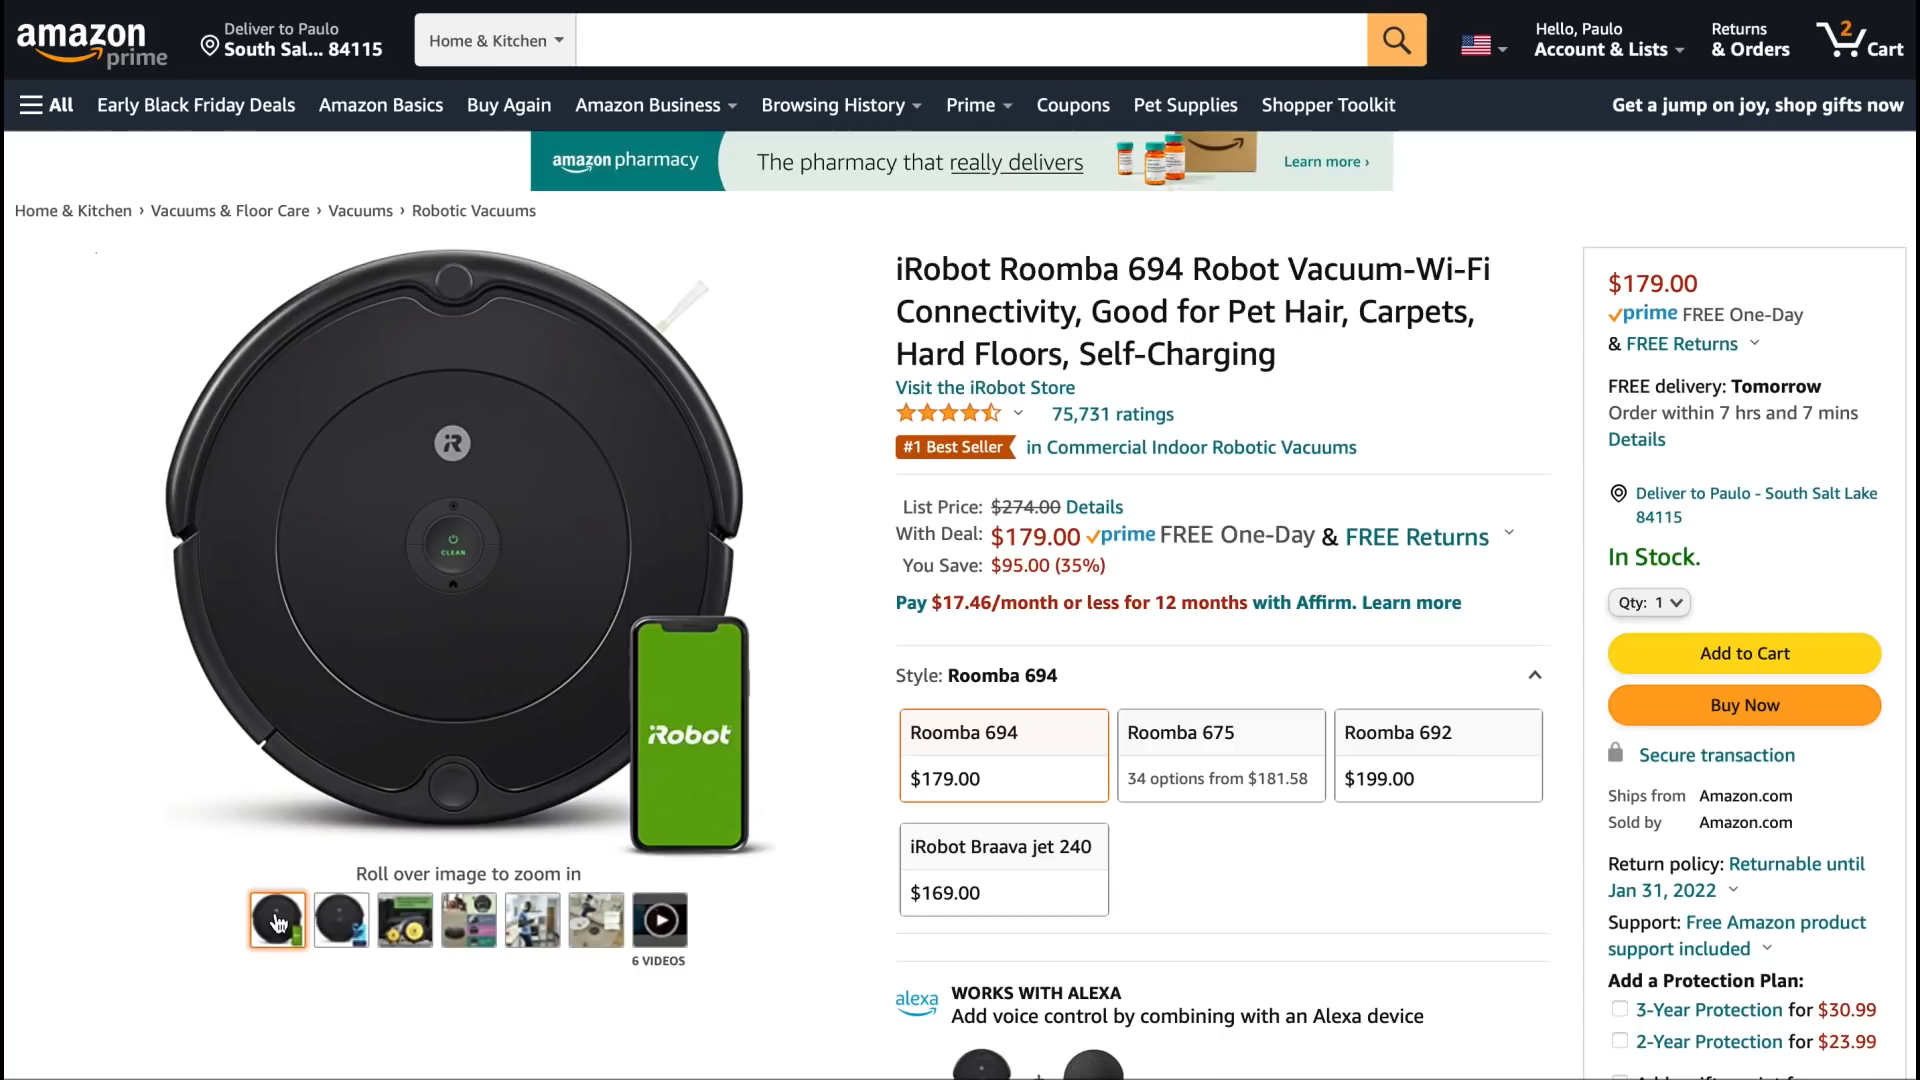 amazon
prime
Deliver to Paulo
South Sal... 84115
Home & Kitchen
Hello, Paulo
Account & Lists
Returns
& Orders
2
Cart
All
Early Black Friday Deals
Amazon Basics
Buy Again
Amazon Business
Browsing History
Prime
Coupons
Pet Supplies
Shopper Toolkit
Get a jump on joy, shop gifts now
amazon pharmacy
The pharmacy that really delivers
Learn more ›
Home & Kitchen › Vacuums & Floor Care › Vacuums › Robotic Vacuums
CLEAN
iRobot
Roll over image to zoom in
6 VIDEOS
iRobot Roomba 694 Robot Vacuum-Wi-Fi
Connectivity, Good for Pet Hair, Carpets,
Hard Floors, Self-Charging
Visit the iRobot Store
75,731 ratings
#1 Best Seller in Commercial Indoor Robotic Vacuums
List Price: $274.00 Details
With Deal: $179.00 prime FREE One-Day & FREE Returns
You Save: $95.00 (35%)
Pay $17.46/month or less for 12 months with Affirm. Learn more
Style: Roomba 694
Roomba 694
$179.00
Roomba 675
34 options from $181.58
Roomba 692
$199.00
iRobot Braava jet 240
$169.00
alexa
WORKS WITH ALEXA
Add voice control by combining with an Alexa device
$179.00
prime FREE One-Day
& FREE Returns
FREE delivery: Tomorrow
Order within 7 hrs and 7 mins
Details
Deliver to Paulo - South Salt Lake
84115
In Stock.
Qty: 1
Add to Cart
Buy Now
Secure transaction
Ships from Amazon.com
Sold by Amazon.com
Return policy: Returnable until
Jan 31, 2022
Support: Free Amazon product
support included
Add a Protection Plan:
3-Year Protection for $30.99
2-Year Protection for $23.99